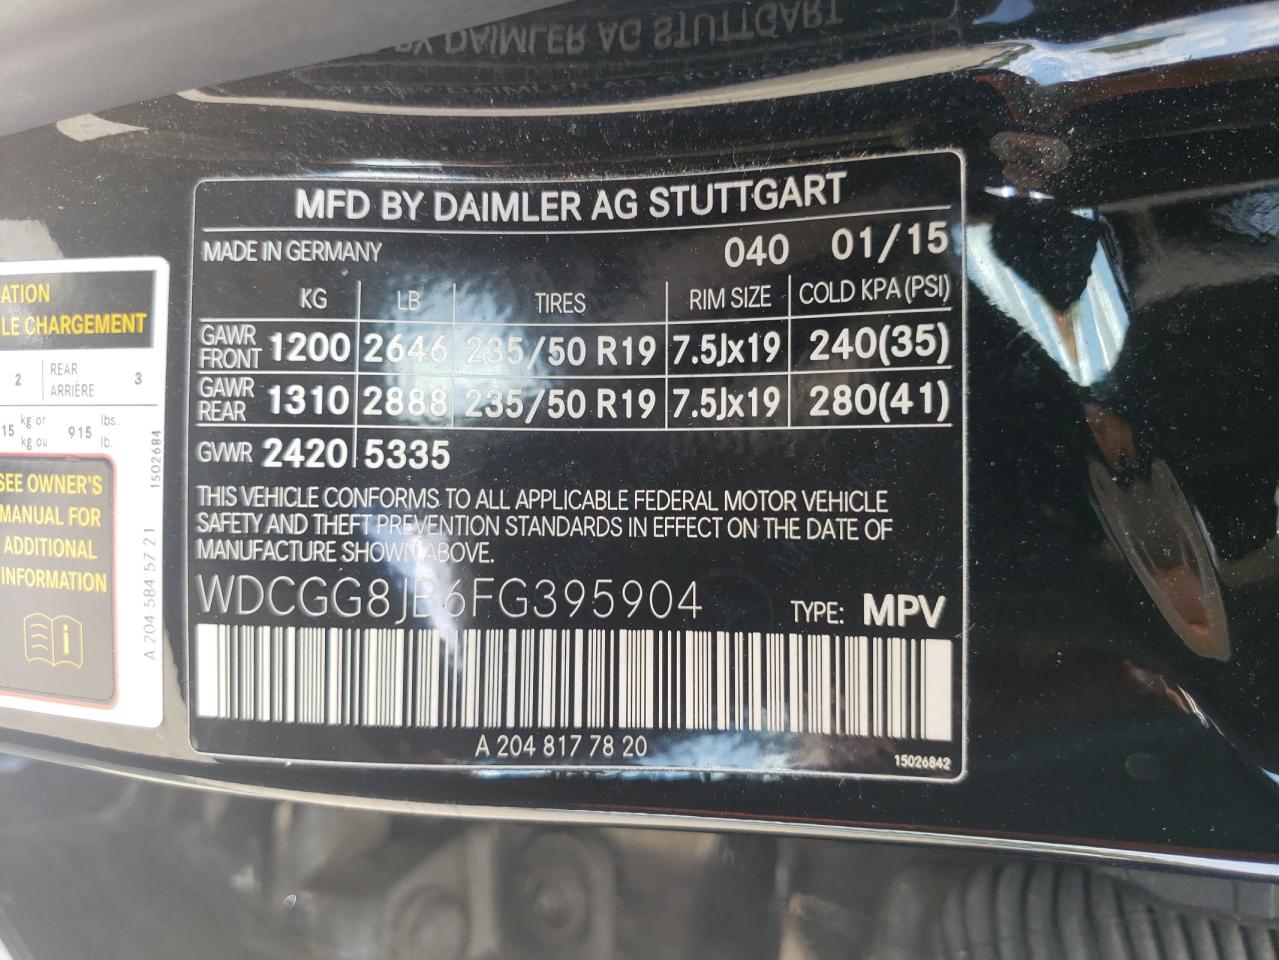 BY DAIMLER AG STUTTGART
MFD BY DAIMLER AG STUTTGART
MADE IN GERMANY 040 01/15
KG LB TIRES RIM SIZE COLD KPA (PSI)
GAWR FRONT 1200 2646 235/50 R19 7.5Jx19 240(35)
GAWR REAR 1310 2888 235/50 R19 7.5Jx19 280(41)
GVWR 2420 5335
THIS VEHICLE CONFORMS TO ALL APPLICABLE FEDERAL MOTOR VEHICLE
SAFETY AND THEFT PREVENTION STANDARDS IN EFFECT ON THE DATE OF
MANUFACTURE SHOWN ABOVE.
WDCGG8JB6FG395904 TYPE: MPV
A 204 817 78 20
15026842
ATION
LE CHARGEMENT
2 REAR ARRIÈRE 3
15 kg or kg ou 915 lbs. lb.
SEE OWNER'S
MANUAL FOR
ADDITIONAL
INFORMATION
A 204 584 57 21
1502684